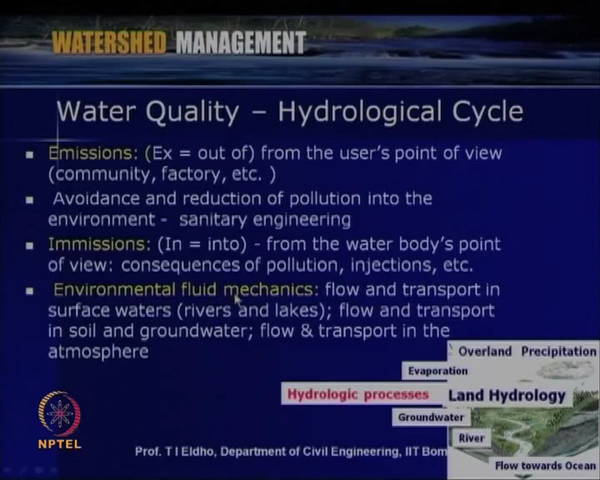 WATERSHED MANAGEMENT
Water Quality – Hydrological Cycle
Emissions: (Ex = out of) from the user's point of view
(community, factory, etc. )
Avoidance and reduction of pollution into the
environment - sanitary engineering
Immissions: (In = into) - from the water body's point
of view: consequences of pollution, injections, etc.
Environmental fluid mechanics: flow and transport in
surface waters (rivers and lakes); flow and transport
in soil and groundwater; flow & transport in the
atmosphere
Overland Precipitation
Evaporation
Hydrologic processes Land Hydrology
Groundwater
River
Flow towards Ocean
NPTEL
Prof. T I Eldho, Department of Civil Engineering, IIT Bom